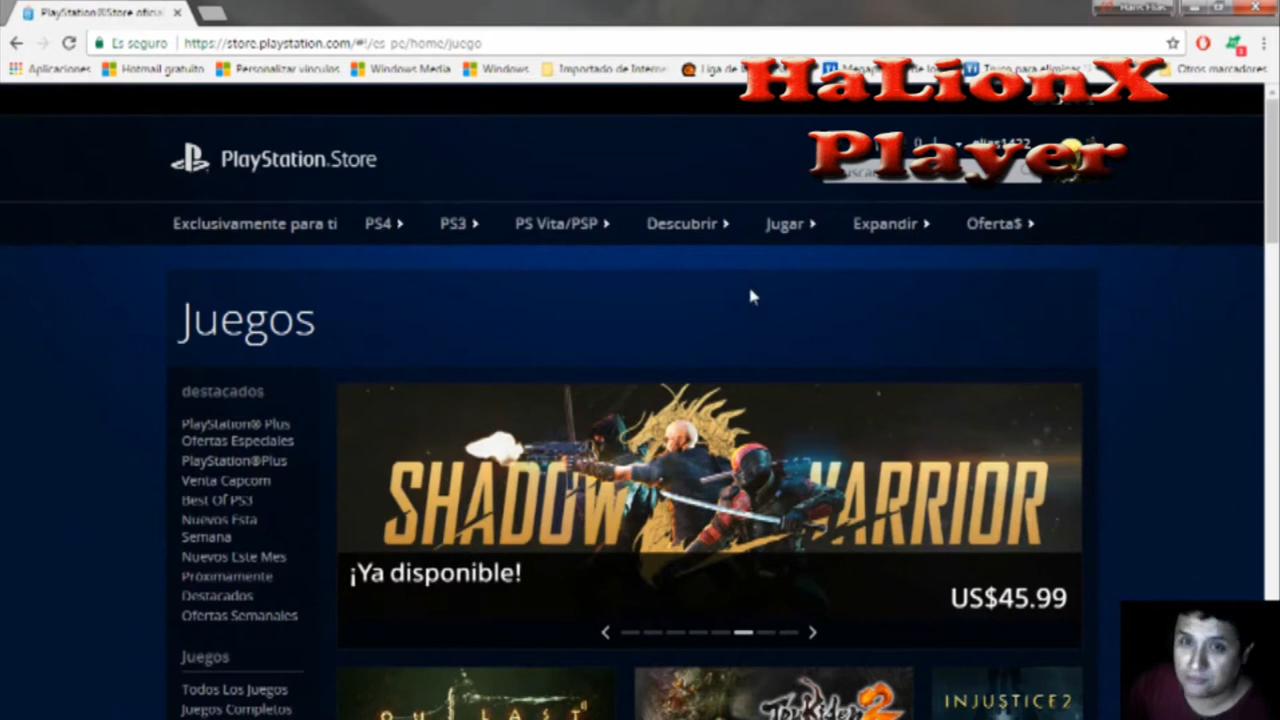 PlayStation®Store oficial
Es seguro
https://store.playstation.com/#!/es-pe/home/juego
Aplicaciones
Hotmail gratuito
Personalizar vínculos
Windows Media
Windows
Importado de Interne
Otros marcadores
HaLionX
Player
PlayStation.Store
Exclusivamente para ti
PS4
PS3
PS Vita/PSP
Descubrir
Jugar
Expandir
Oferta$
Juegos
destacados
PlayStation® Plus
Ofertas Especiales
PlayStation®Plus
Venta Capcom
Best Of PS3
Nuevos Esta
Semana
Nuevos Este Mes
Próximamente
Destacados
Ofertas Semanales
Juegos
Todos Los Juegos
Juegos Completos
SHADOW WARRIOR
¡Ya disponible!
US$45.99
OUTLAST
Toukiden 2
INJUSTICE 2